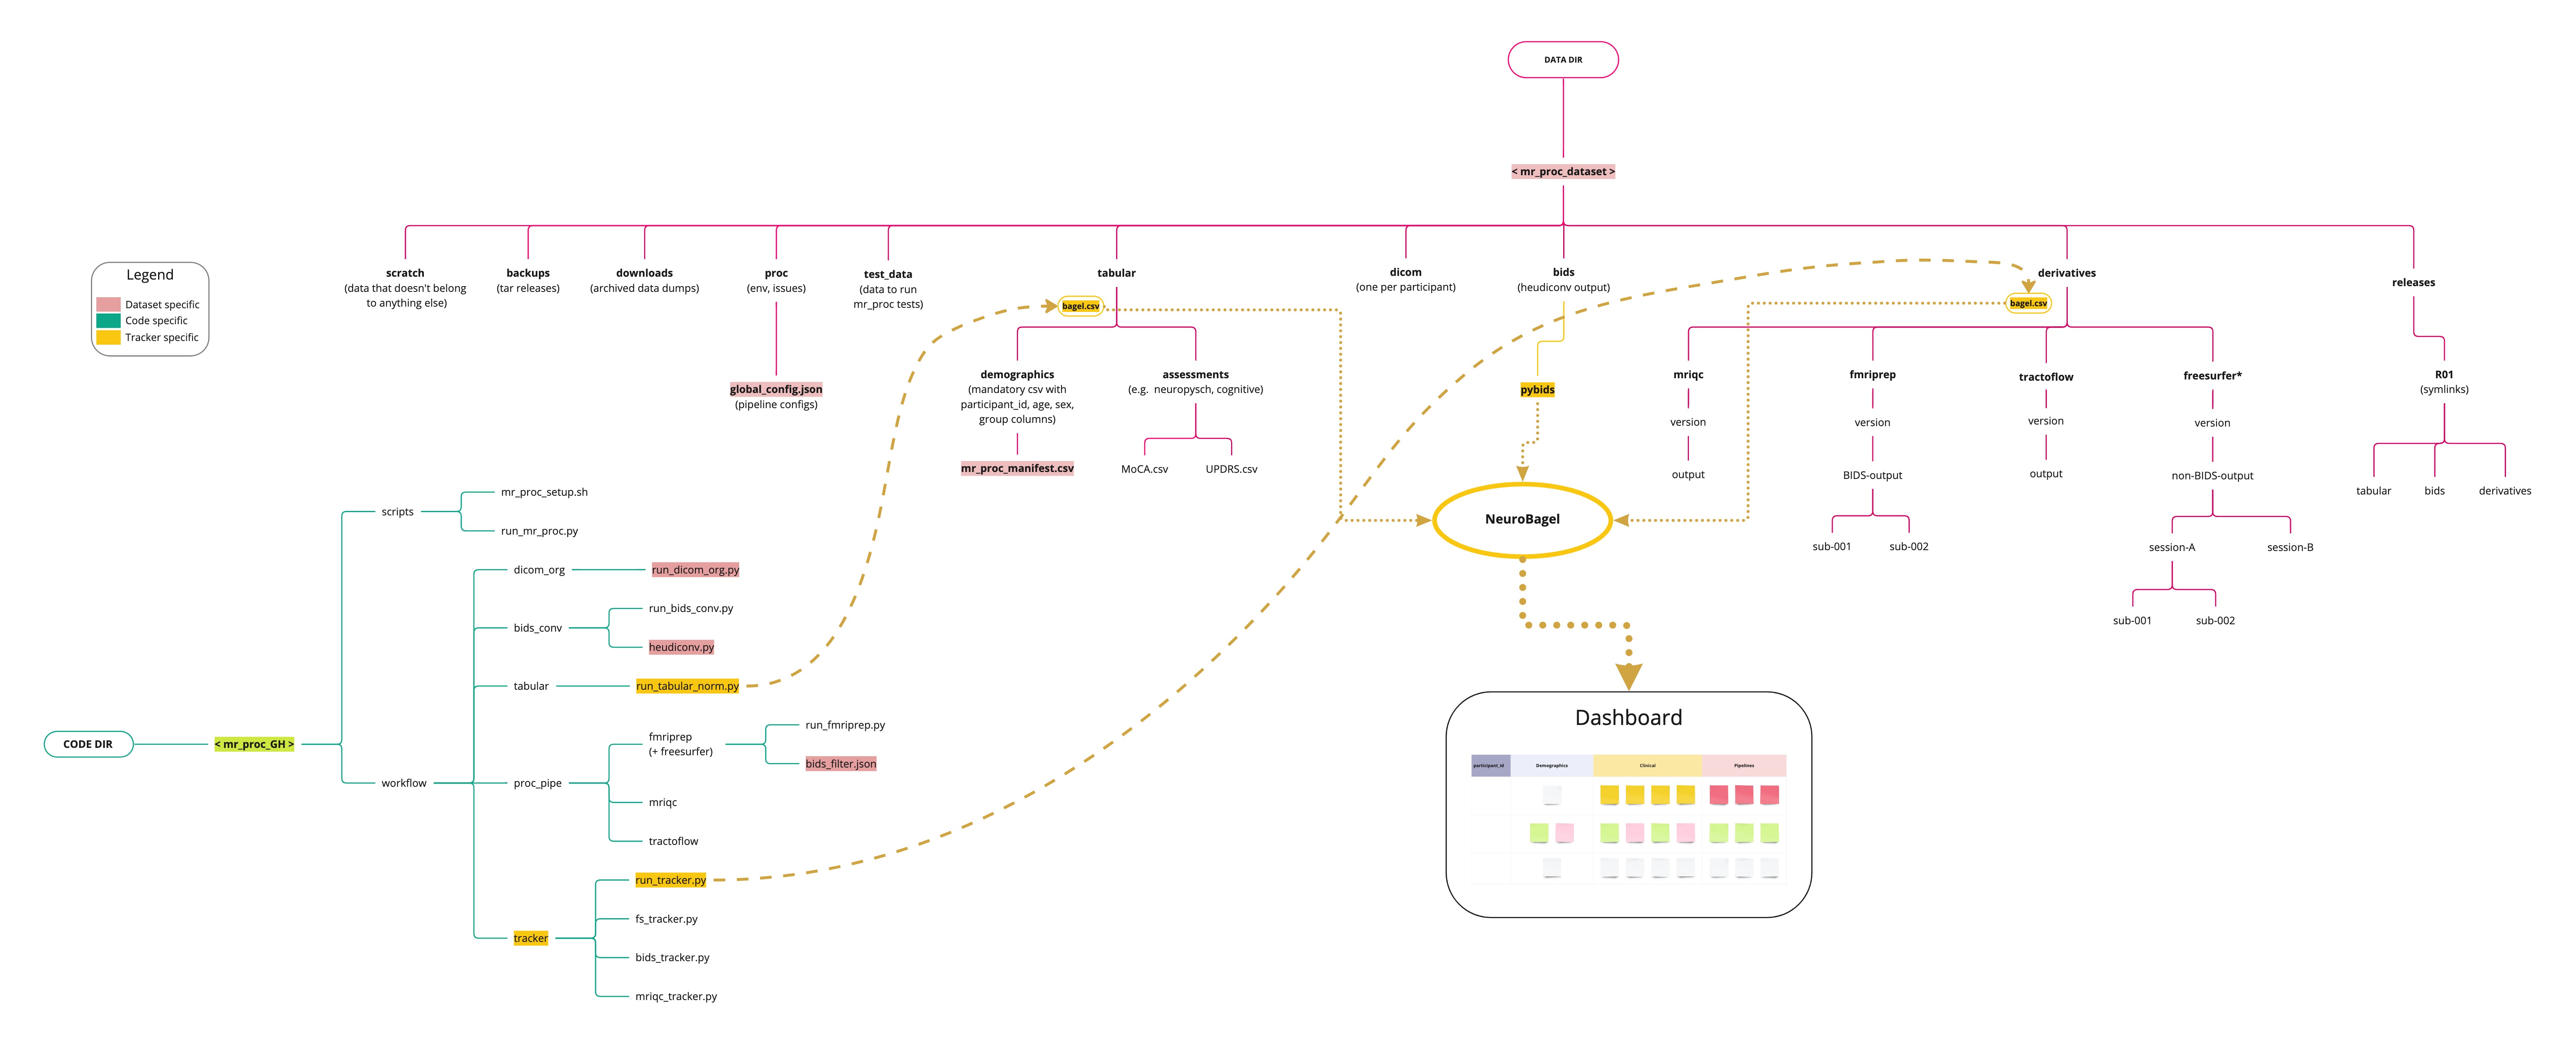 DATA DIR
< mr_proc_dataset >
scratch
(data that doesn't belong
to anything else)
backups
(tar releases)
downloads
(archived data dumps)
proc
(env, issues)
test_data
(data to run
mr_proc tests)
tabular
dicom
(one per participant)
bids
(heudiconv output)
derivatives
releases
Legend
Dataset specific
Code specific
Tracker specific
bagel.csv
bagel.csv
global_config.json
(pipeline configs)
demographics
(mandatory csv with
participant_id, age, sex,
group columns)
mr_proc_manifest.csv
assessments
(e.g. neuropysch, cognitive)
MoCA.csv
UPDRS.csv
pybids
mriqc
version
output
fmriprep
version
BIDS-output
sub-001
sub-002
tractoflow
version
output
freesurfer*
version
non-BIDS-output
session-A
session-B
sub-001
sub-002
R01
(symlinks)
tabular
bids
derivatives
NeuroBagel
Dashboard
participant_id
Demographics
Clinical
Pipelines
CODE DIR
< mr_proc_GH >
scripts
mr_proc_setup.sh
run_mr_proc.py
workflow
dicom_org
run_dicom_org.py
bids_conv
run_bids_conv.py
heudiconv.py
tabular
run_tabular_norm.py
proc_pipe
fmriprep
(+ freesurfer)
run_fmriprep.py
bids_filter.json
mriqc
tractoflow
tracker
run_tracker.py
fs_tracker.py
bids_tracker.py
mriqc_tracker.py